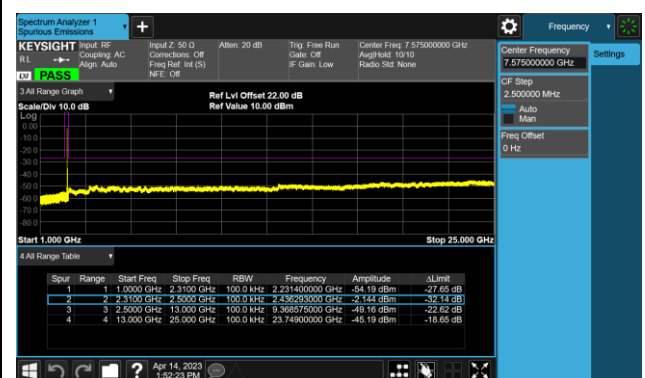 Spectrum Analyzer 1
Spurious Emissions
Frequency
KEYSIGHT Input: RF Input Z: 50 Ω Atten: 20 dB Trig: Free Run Center Freq: 7.575000000 GHz
RL Coupling: AC Corrections: Off Gate: Off Avg|Hold: 10/10
Align: Auto Freq Ref: Int (S) IF Gain: Low Radio Std: None
NFE: Off
LNI PASS
Center Frequency
7.575000000 GHz
Settings
CF Step
2.500000 MHz
Auto
Man
Freq Offset
0 Hz
3 All Range Graph
Ref Lvl Offset 22.00 dB
Scale/Div 10.0 dB Ref Value 10.00 dBm
Log
0.00
-10.0
-20.0
-30.0
-40.0
-50.0
-60.0
-70.0
-80.0
Start 1.000 GHz Stop 25.000 GHz
4 All Range Table
Spur Range Start Freq Stop Freq RBW Frequency Amplitude ΔLimit
1 1 1.0000 GHz 2.3100 GHz 100.0 kHz 2.231400000 GHz -54.19 dBm -27.65 dB
2 2 2.3100 GHz 2.5000 GHz 100.0 kHz 2.436293000 GHz -2.144 dBm -32.14 dB
3 3 2.5000 GHz 13.000 GHz 100.0 kHz 9.368575000 GHz -49.16 dBm -22.62 dB
4 4 13.000 GHz 25.000 GHz 100.0 kHz 23.74900000 GHz -45.19 dBm -18.65 dB
? Apr 14, 2023
1:52:23 PM